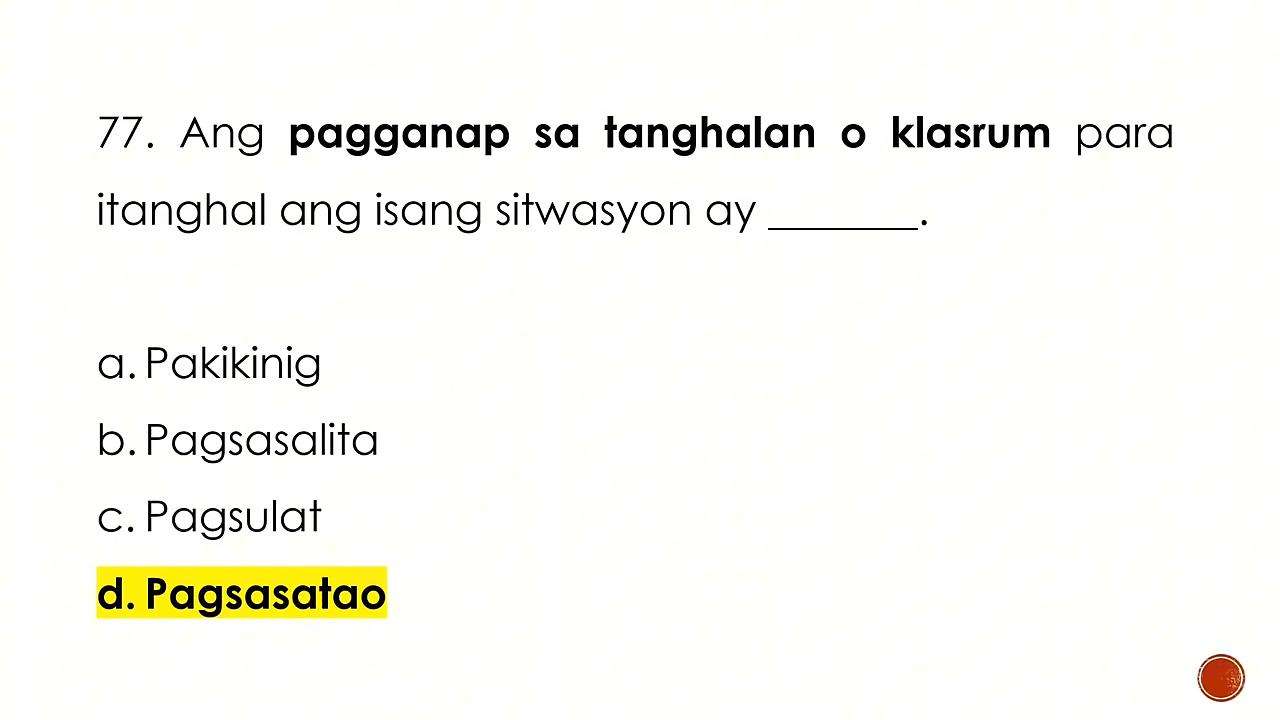 77. Ang pagganap sa tanghalan o klasrum para
itanghal ang isang sitwasyon ay _______.
a. Pakikinig
b. Pagsasalita
c. Pagsulat
d. Pagsasatao